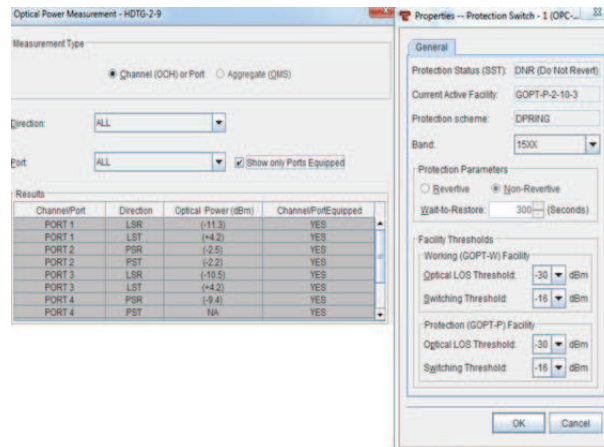 Optical Power Measurement - HDTG-2-9
Measurement Type
Channel (OCH) or Port Aggregate (OMS)
Direction: ALL
Port: ALL Show only Ports Equipped
Results
Channel/Port Direction Optical Power (dBm) Channel/PortEquipped
PORT 1 LSR (-11.3) YES
PORT 1 LST (+4.2) YES
PORT 2 PSR (-2.5) YES
PORT 2 PST (-2.2) YES
PORT 3 LSR (-10.5) YES
PORT 3 LST (+4.2) YES
PORT 4 PSR (-9.4) YES
PORT 4 PST NA YES
Properties -- Protection Switch - 1 (OPC-...
General
Protection Status (SST): DNR (Do Not Revert)
Current Active Facility: GOPT-P-2-10-3
Protection scheme: DPRING
Band: 15XX
Protection Parameters
Revertive Non-Revertive
Wait-to-Restore: 300 (Seconds)
Facility Thresholds
Working (GOPT-W) Facility
Optical LOS Threshold: -30 dBm
Switching Threshold: -16 dBm
Protection (GOPT-P) Facility
Optical LOS Threshold: -30 dBm
Switching Threshold: -16 dBm
OK Cancel